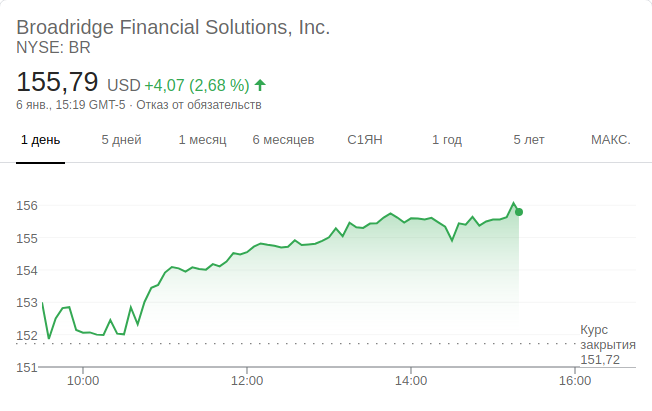 Broadridge Financial Solutions, Inc.
NYSE: BR
155,79 USD +4,07 (2,68 %)
6 янв., 15:19 GMT-5 · Отказ от обязательств
1 день 5 дней 1 месяц 6 месяцев С1ЯН 1 год 5 лет МАКС.
156
155
154
153
152
151
Курс
закрытия
151,72
10:00 12:00 14:00 16:00